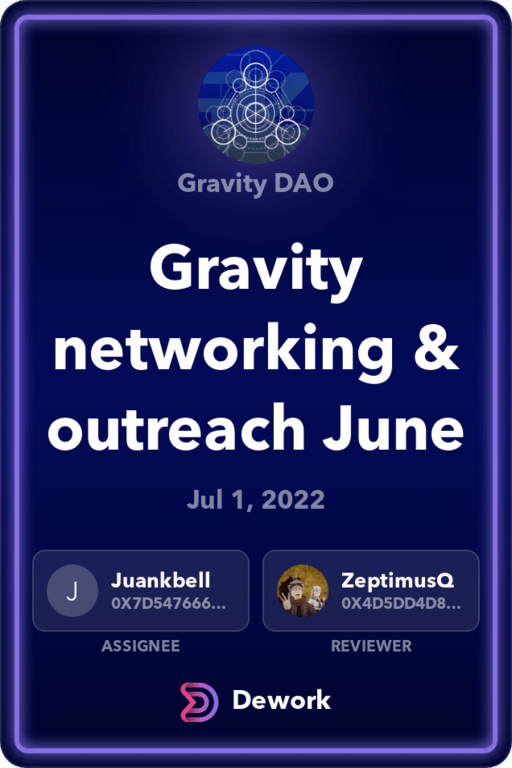 Gravity DAO
Gravity
networking &
outreach June
Jul 1, 2022
J
Juankbell
0X7D547666...
ASSIGNEE
ZeptimusQ
0X4D5DD4D8...
REVIEWER
Dework